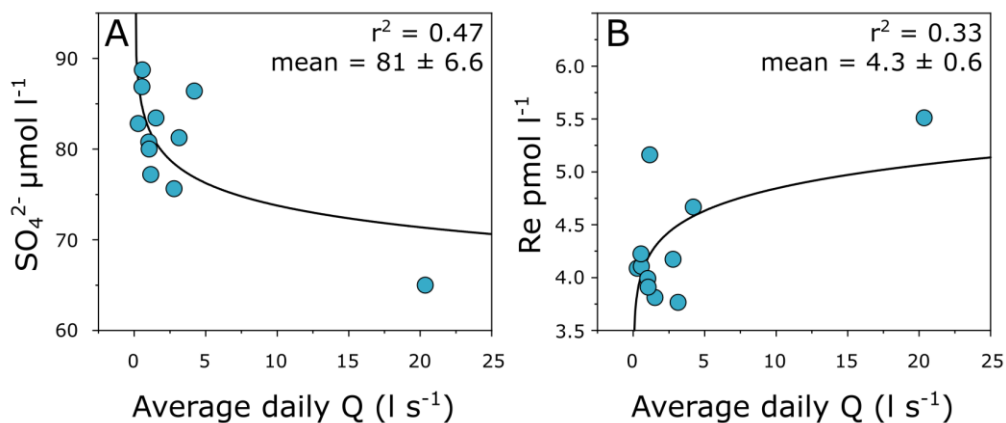 A
r² = 0.47
mean = 81 ± 6.6
90
80
70
60
SO₄²⁻ µmol l⁻¹
0
5
10
15
20
25
Average daily Q (l s⁻¹)
B
r² = 0.33
mean = 4.3 ± 0.6
6.0
5.5
5.0
4.5
4.0
3.5
Re pmol l⁻¹
0
5
10
15
20
25
Average daily Q (l s⁻¹)